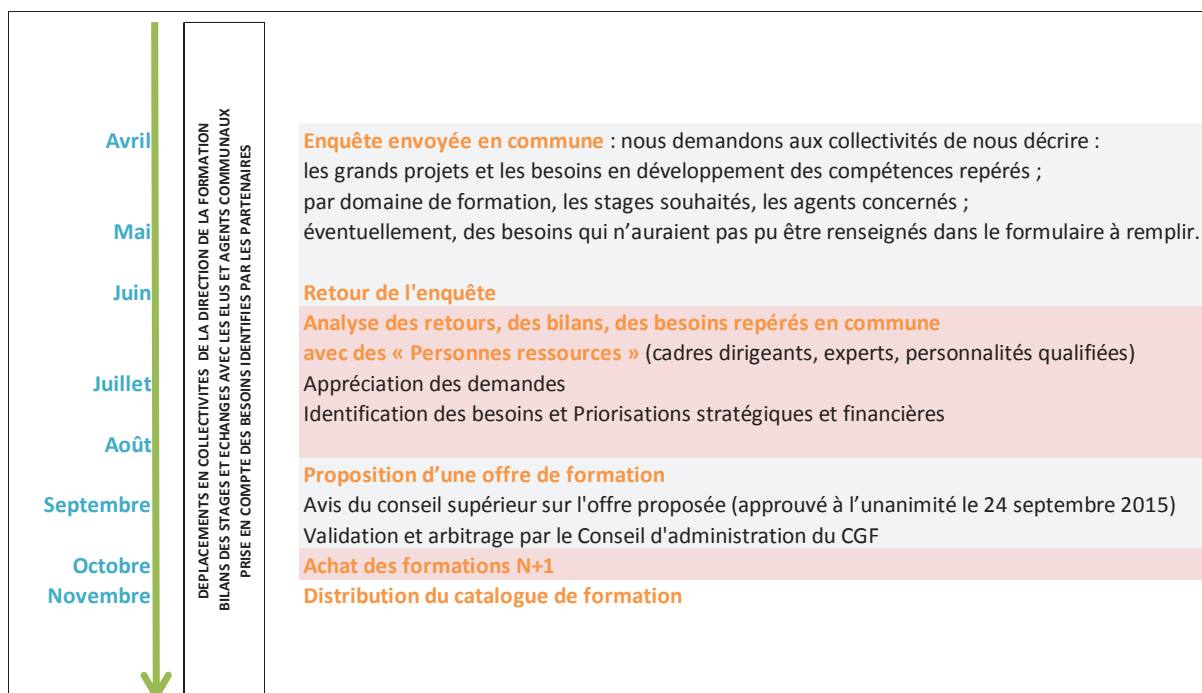 DEPLACEMENTS EN COLLECTIVITES DE LA DIRECTION DE LA FORMATION
BILANS DES STAGES ET ECHANGES AVEC LES ELUS ET AGENTS COMMUNAUX
PRISE EN COMPTE DES BESOINS IDENTIFIES PAR LES PARTENAIRES
Avril
Enquête envoyée en commune : nous demandons aux collectivités de nous décrire :
les grands projets et les besoins en développement des compétences repérés ;
par domaine de formation, les stages souhaités, les agents concernés ;
Mai
éventuellement, des besoins qui n’auraient pas pu être renseignés dans le formulaire à remplir.
Juin
Retour de l'enquête
Analyse des retours, des bilans, des besoins repérés en commune
avec des « Personnes ressources » (cadres dirigeants, experts, personnalités qualifiées)
Juillet
Appréciation des demandes
Identification des besoins et Priorisations stratégiques et financières
Août
Proposition d’une offre de formation
Septembre
Avis du conseil supérieur sur l'offre proposée (approuvé à l’unanimité le 24 septembre 2015)
Validation et arbitrage par le Conseil d'administration du CGF
Octobre
Achat des formations N+1
Novembre
Distribution du catalogue de formation